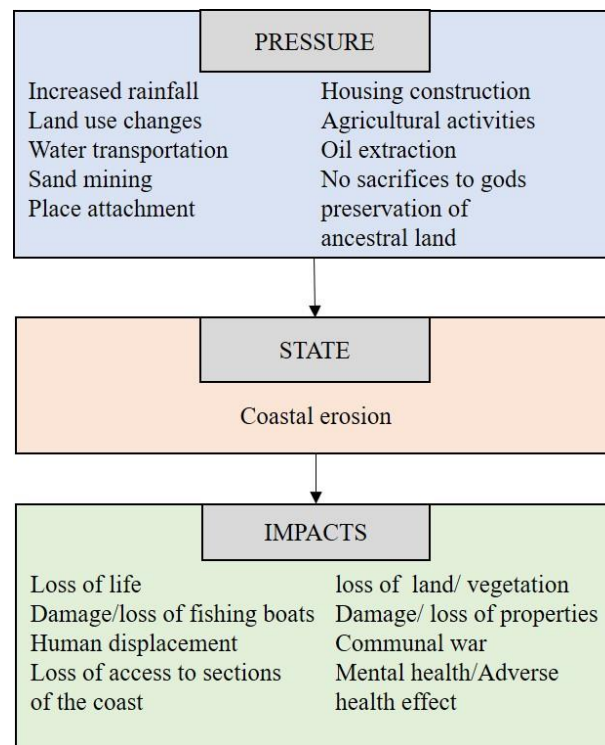 PRESSURE
Increased rainfall
Land use changes
Water transportation
Sand mining
Place attachment
Housing construction
Agricultural activities
Oil extraction
No sacrifices to gods
preservation of
ancestral land
STATE
Coastal erosion
IMPACTS
Loss of life
Damage/loss of fishing boats
Human displacement
Loss of access to sections
of the coast
loss of land/ vegetation
Damage/ loss of properties
Communal war
Mental health/Adverse
health effect